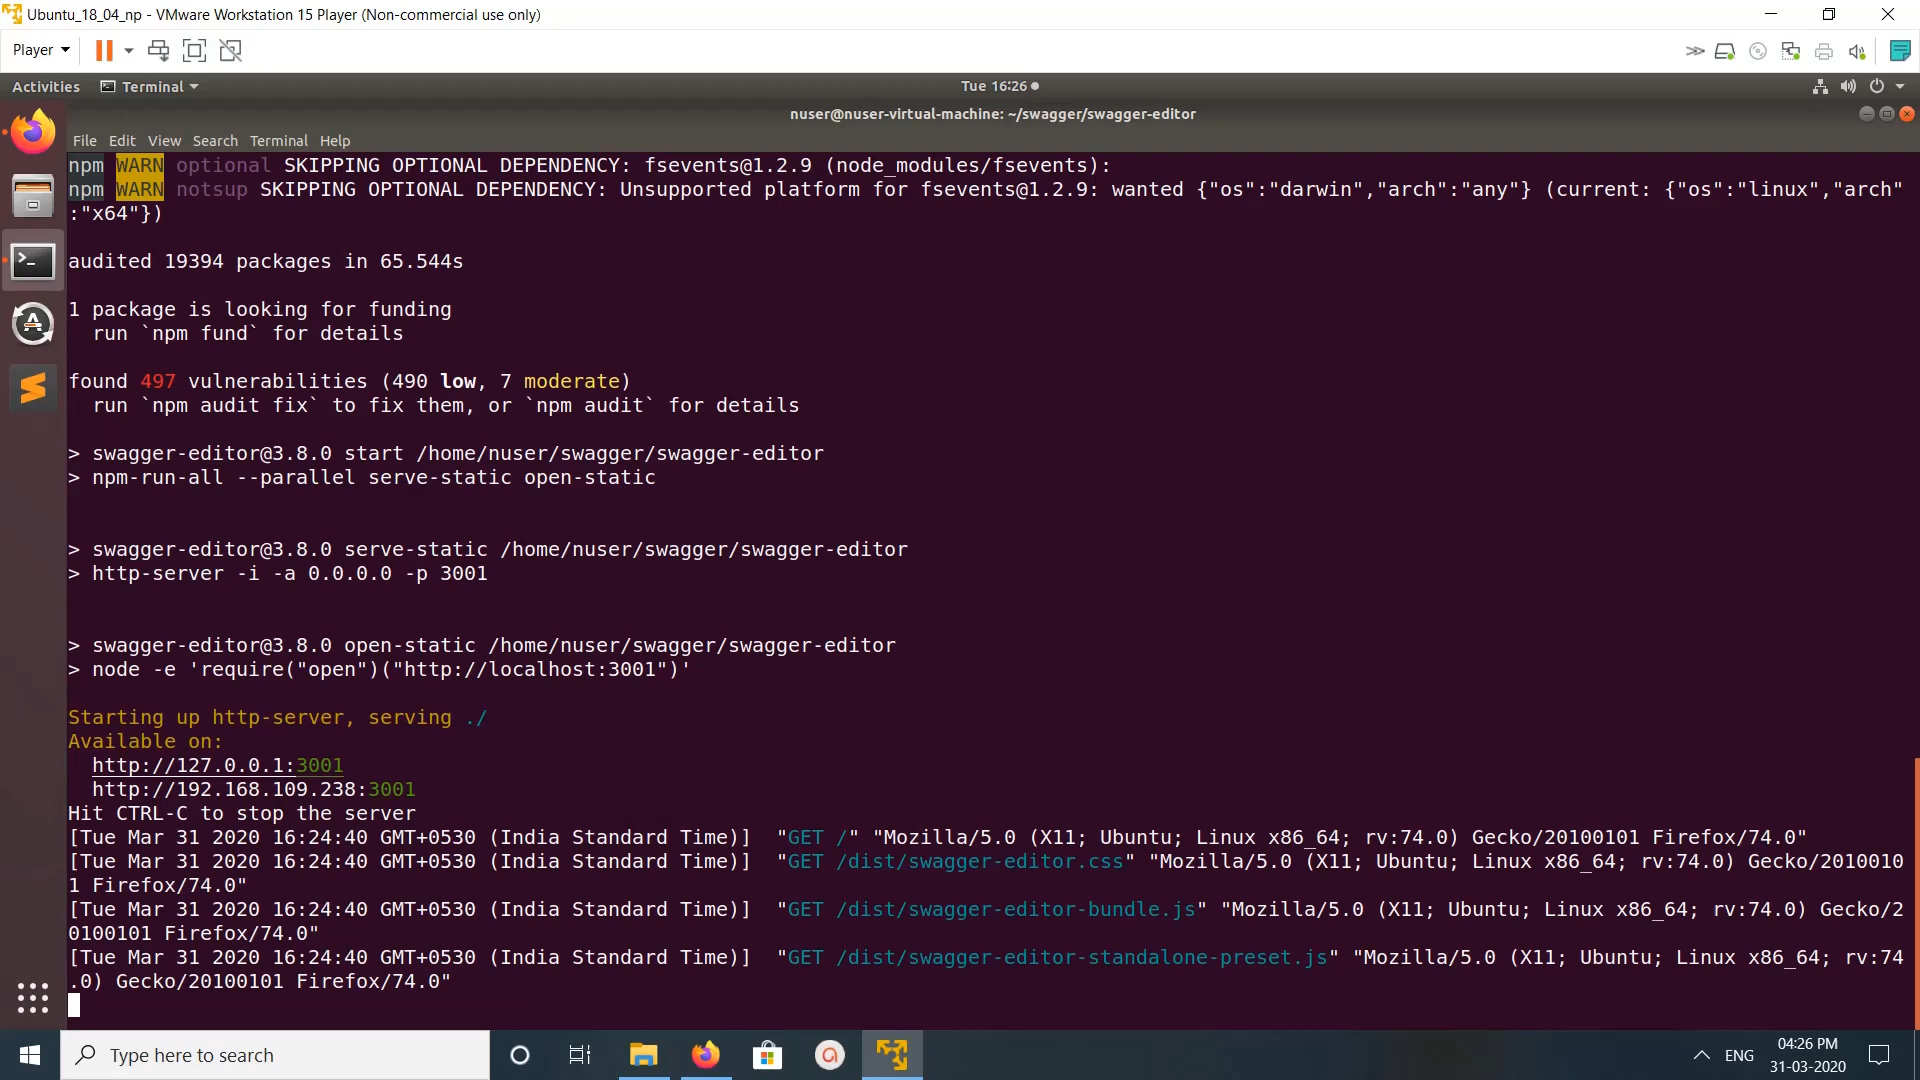 Ubuntu_18_04_np - VMware Workstation 15 Player (Non-commercial use only)
Player
Activities Terminal Tue 16:26
nuser@nuser-virtual-machine: ~/swagger/swagger-editor
File Edit View Search Terminal Help
npm WARN optional SKIPPING OPTIONAL DEPENDENCY: fsevents@1.2.9 (node_modules/fsevents):
npm WARN notsup SKIPPING OPTIONAL DEPENDENCY: Unsupported platform for fsevents@1.2.9: wanted {"os":"darwin","arch":"any"} (current: {"os":"linux","arch"
:"x64"})
audited 19394 packages in 65.544s
1 package is looking for funding
run `npm fund` for details
found 497 vulnerabilities (490 low, 7 moderate)
run `npm audit fix` to fix them, or `npm audit` for details
> swagger-editor@3.8.0 start /home/nuser/swagger/swagger-editor
> npm-run-all --parallel serve-static open-static
> swagger-editor@3.8.0 serve-static /home/nuser/swagger/swagger-editor
> http-server -i -a 0.0.0.0 -p 3001
> swagger-editor@3.8.0 open-static /home/nuser/swagger/swagger-editor
> node -e 'require("open")("http://localhost:3001")'
Starting up http-server, serving ./
Available on:
http://127.0.0.1:3001
http://192.168.109.238:3001
Hit CTRL-C to stop the server
[Tue Mar 31 2020 16:24:40 GMT+0530 (India Standard Time)]  "GET /" "Mozilla/5.0 (X11; Ubuntu; Linux x86_64; rv:74.0) Gecko/20100101 Firefox/74.0"
[Tue Mar 31 2020 16:24:40 GMT+0530 (India Standard Time)]  "GET /dist/swagger-editor.css" "Mozilla/5.0 (X11; Ubuntu; Linux x86_64; rv:74.0) Gecko/2010010
1 Firefox/74.0"
[Tue Mar 31 2020 16:24:40 GMT+0530 (India Standard Time)]  "GET /dist/swagger-editor-bundle.js" "Mozilla/5.0 (X11; Ubuntu; Linux x86_64; rv:74.0) Gecko/2
0100101 Firefox/74.0"
[Tue Mar 31 2020 16:24:40 GMT+0530 (India Standard Time)]  "GET /dist/swagger-editor-standalone-preset.js" "Mozilla/5.0 (X11; Ubuntu; Linux x86_64; rv:74
.0) Gecko/20100101 Firefox/74.0"
Type here to search
ENG
04:26 PM
31-03-2020